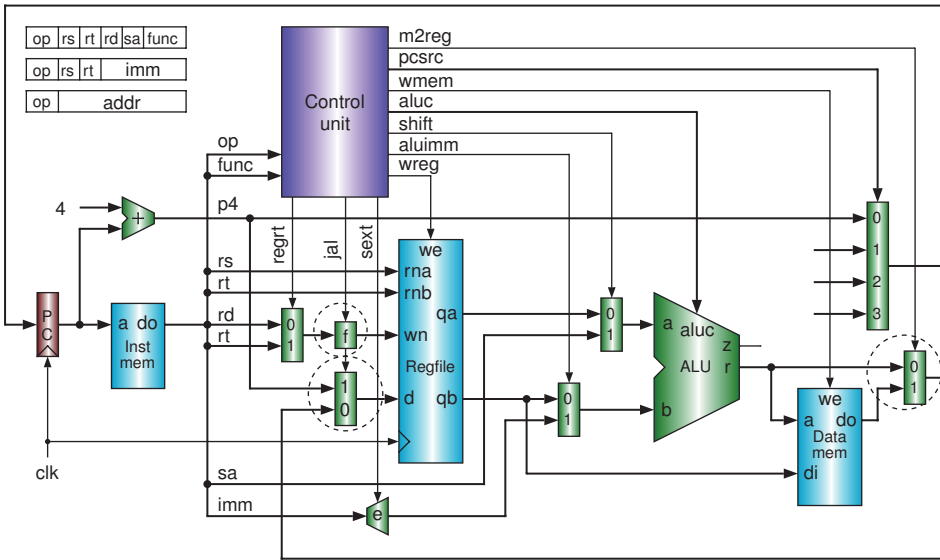 op rs rt rd sa func
op rs rt imm
op addr
Control
unit
m2reg
pcsrc
wmem
aluc
shift
aluimm
wreg
op
func
4
+
p4
regrt
jal
sext
0
1
2
3
we
rs
rna
rt
rnb
qa
P
C
a do
Inst
mem
rd
0
rt
1
f
wn
Regfile
1
0
d
qb
0
1
0
1
a
aluc
ALU
z
r
b
0
1
we
a do
Data
mem
di
clk
sa
imm
e